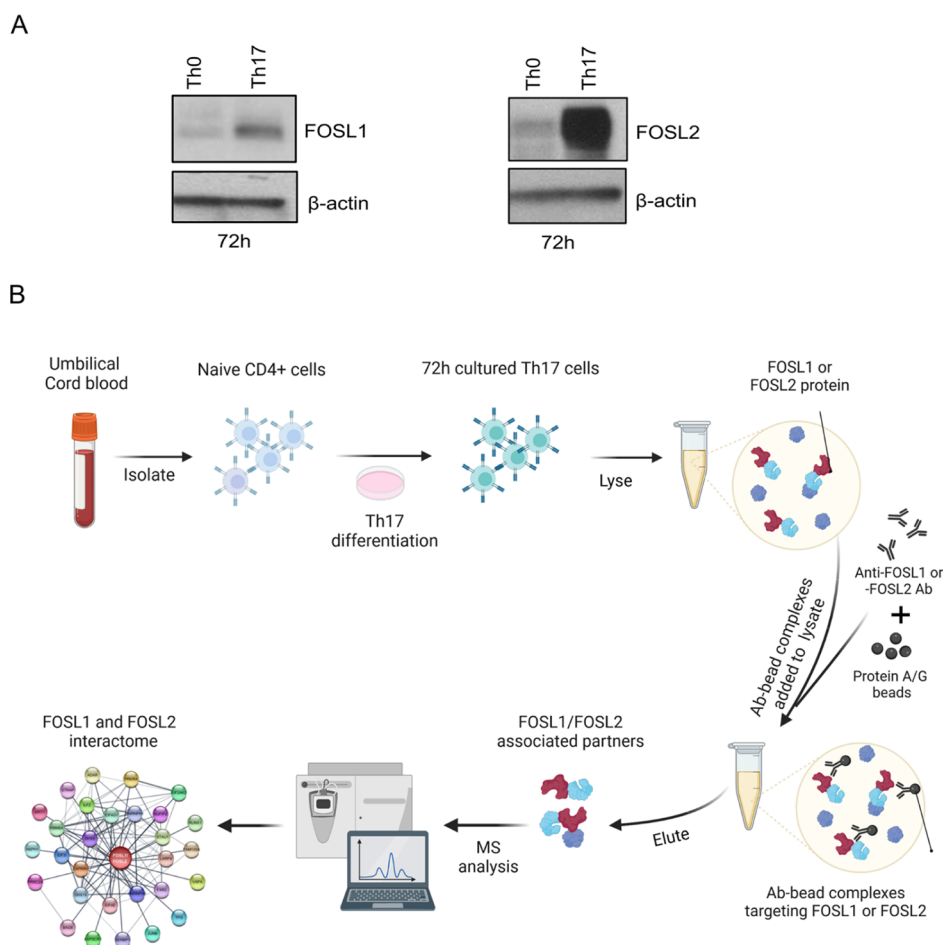 A
Th0
Th17
FOSL1
β-actin
72h
Th0
Th17
FOSL2
β-actin
72h
B
Umbilical
Cord blood
Isolate
Naive CD4+ cells
Th17
differentiation
72h cultured Th17 cells
Lyse
FOSL1 or
FOSL2 protein
Anti-FOSL1 or
-FOSL2 Ab
+
Protein A/G
beads
Ab-bead complexes
added to lysate
Ab-bead complexes
targeting FOSL1 or FOSL2
Elute
FOSL1/FOSL2
associated partners
MS
analysis
FOSL1 and FOSL2
interactome